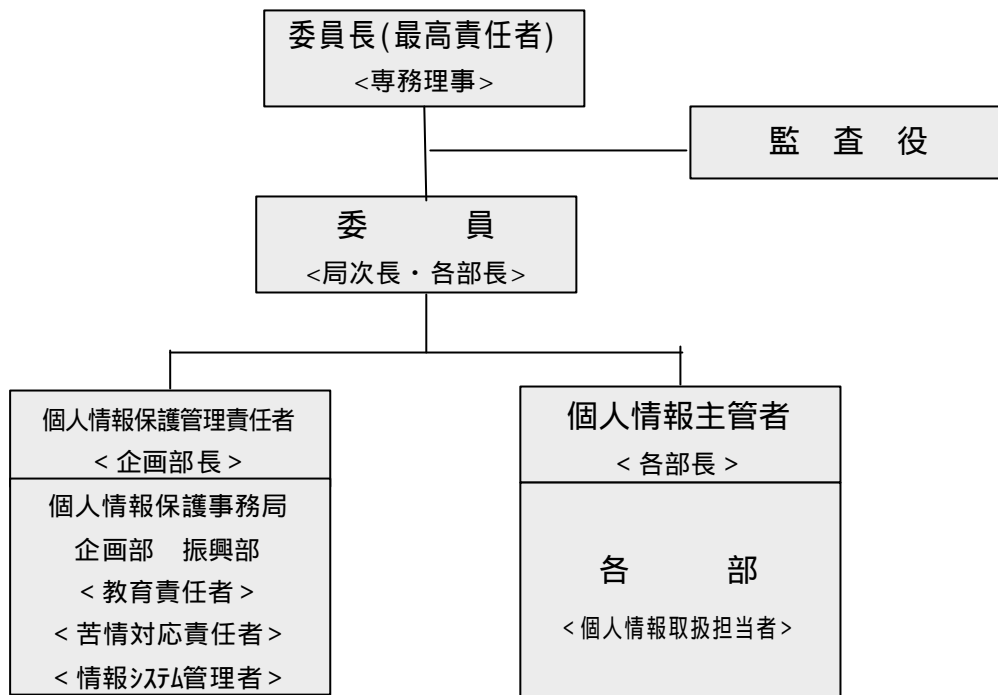 委員長(最高責任者)
<専務理事>
監　査　役
委　　　員
<局次長・各部長>
個人情報保護管理責任者
<企画部長>
個人情報保護事務局
企画部　振興部
<教育責任者>
<苦情対応責任者>
<情報ｼｽﾃﾑ管理者>
個人情報主管者
<各部長>
各　　　部
<個人情報取扱担当者>